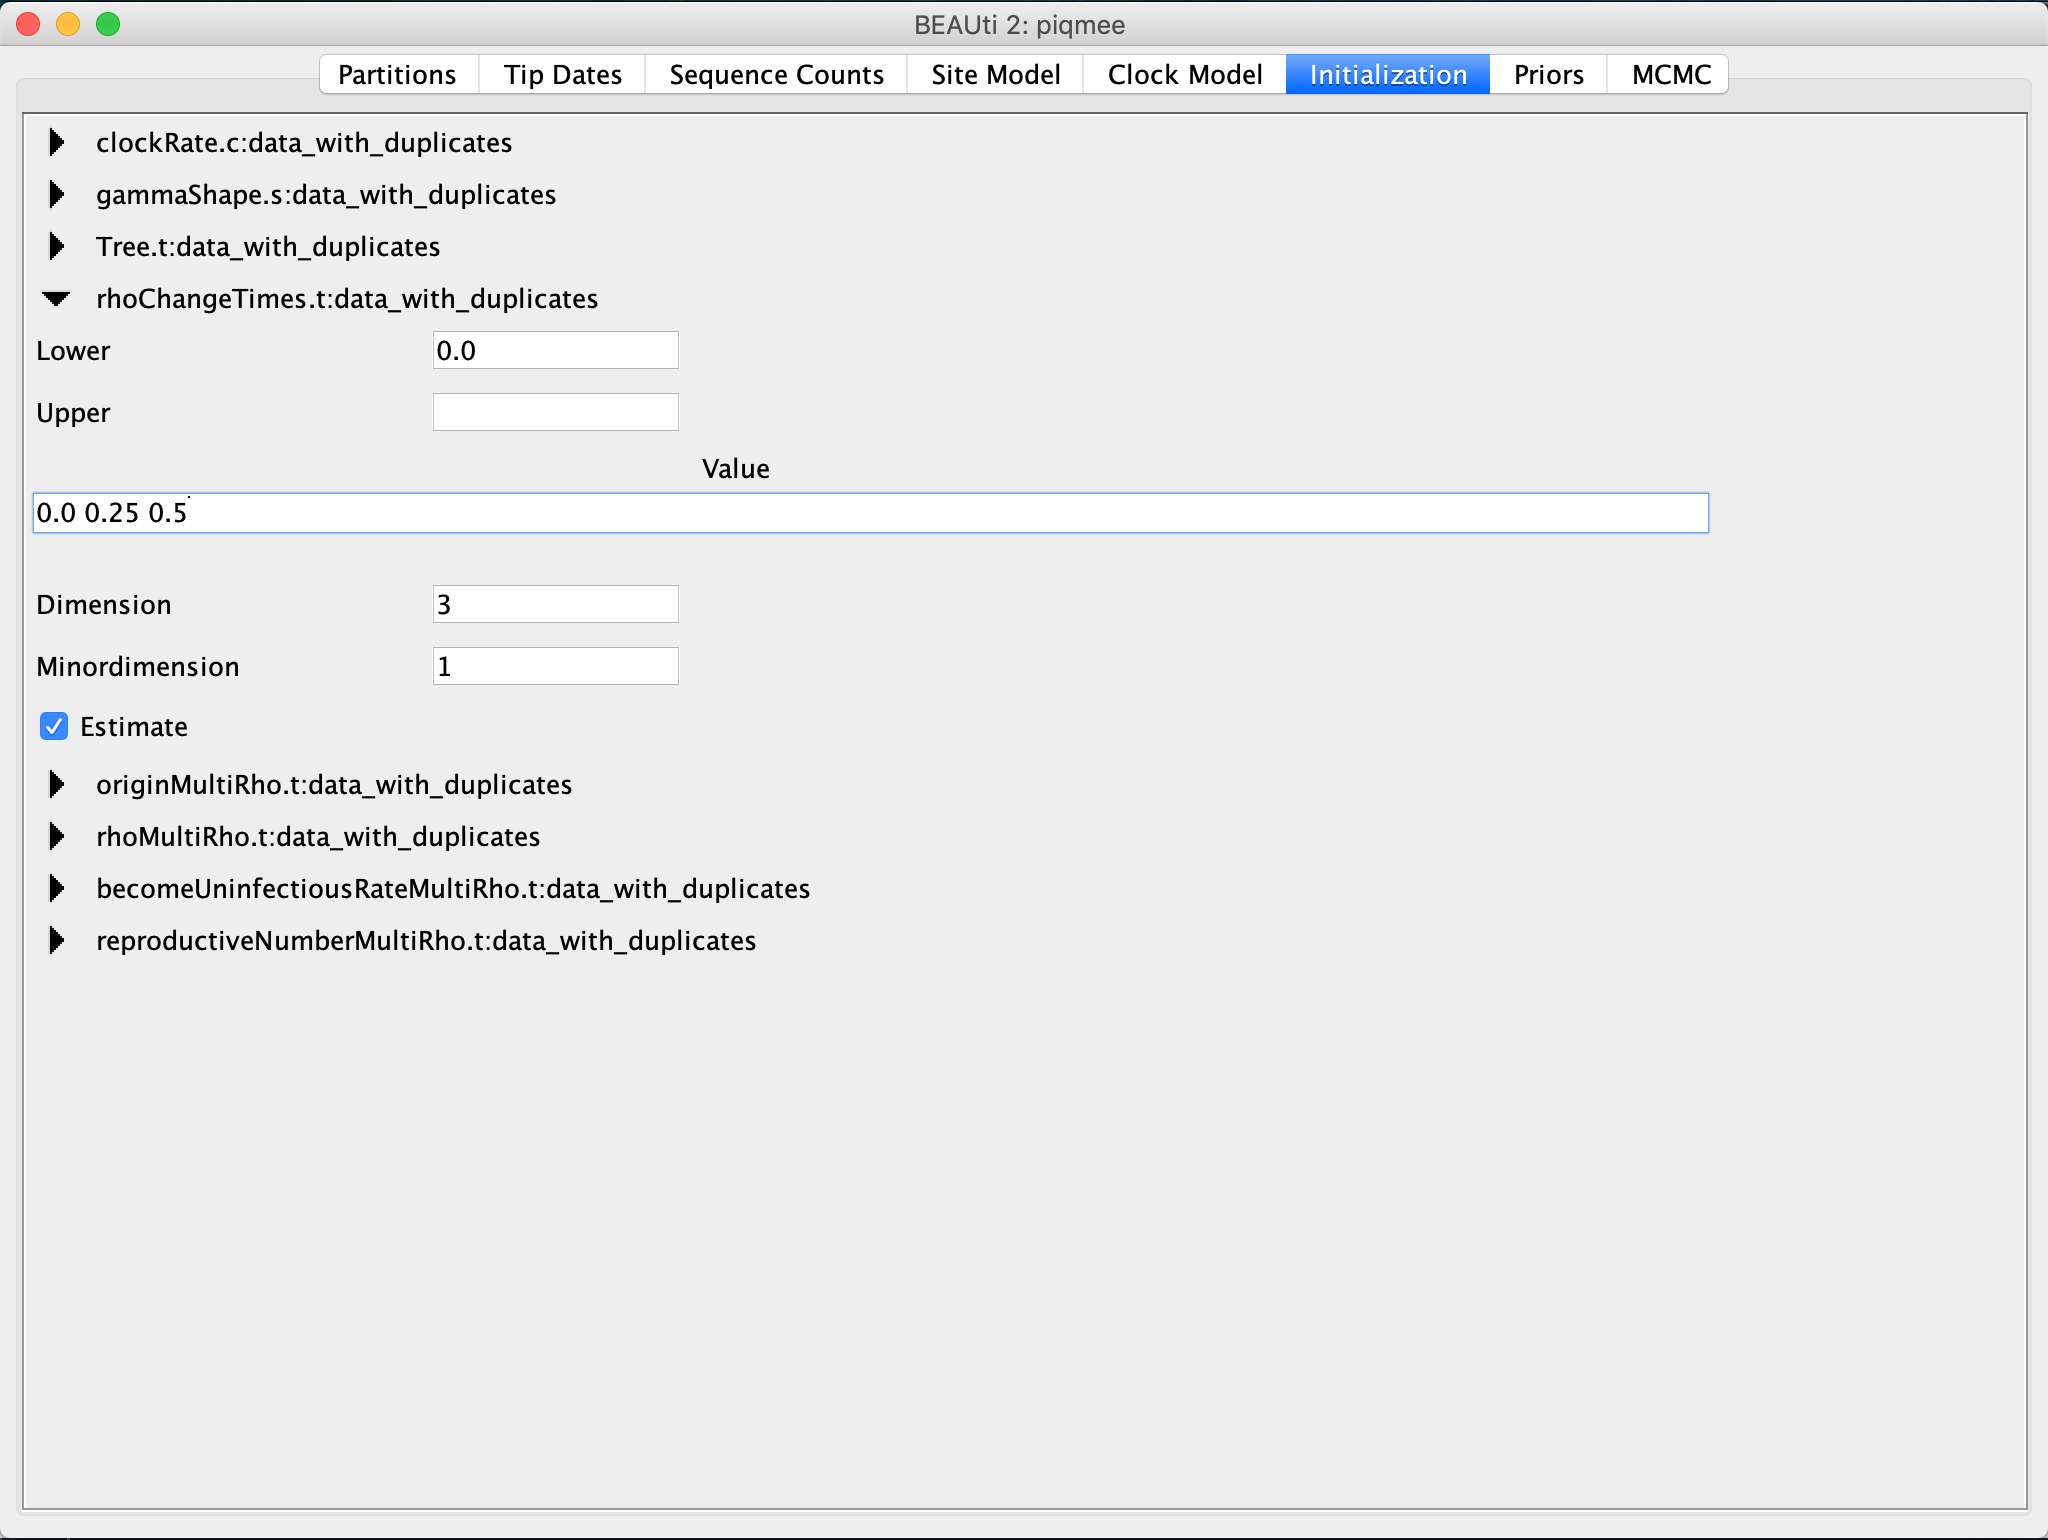 BEAUti 2: piqmee
Partitions Tip Dates Sequence Counts Site Model Clock Model Initialization Priors MCMC
clockRate.c:data_with_duplicates
gammaShape.s:data_with_duplicates
Tree.t:data_with_duplicates
rhoChangeTimes.t:data_with_duplicates
Lower 0.0
Upper
Value
0.0 0.25 0.5
Dimension 3
Minordimension 1
Estimate
originMultiRho.t:data_with_duplicates
rhoMultiRho.t:data_with_duplicates
becomeUninfectiousRateMultiRho.t:data_with_duplicates
reproductiveNumberMultiRho.t:data_with_duplicates